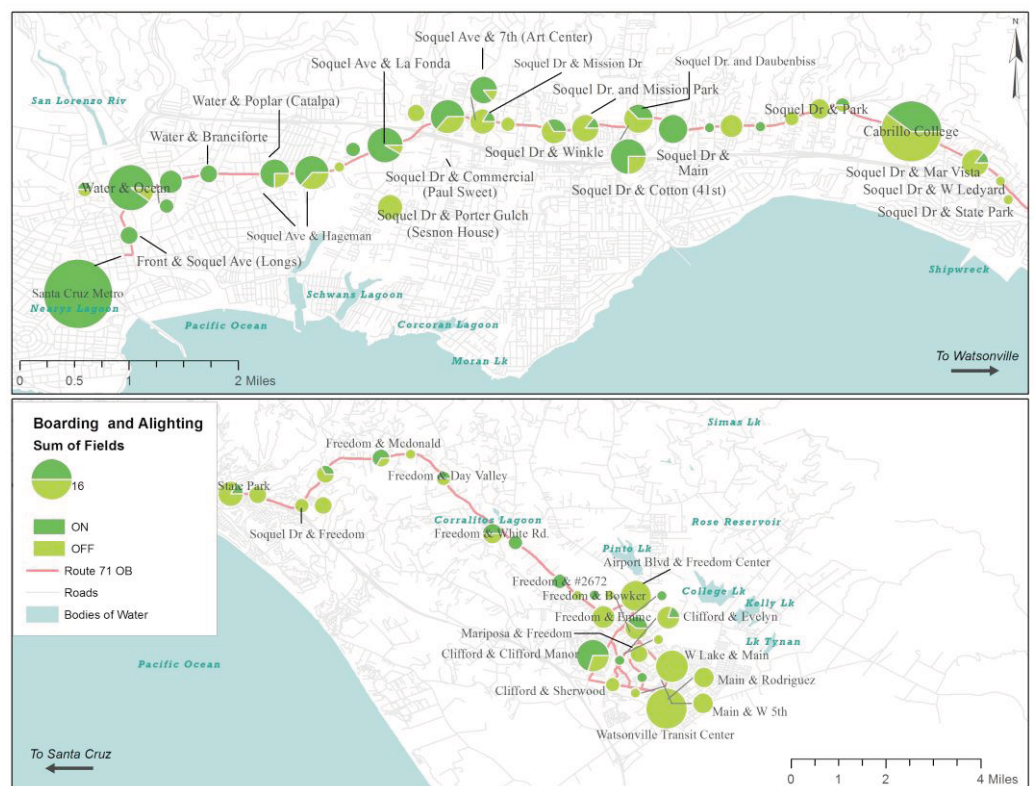 Soquel Ave & 7th (Art Center)
Soquel Ave & La Fonda
Soquel Dr & Mission Dr
Soquel Dr. and Daubenbiss
Water & Poplar (Catalpa)
Soquel Dr. and Mission Park
San Lorenzo Riv
Soquel Dr & Park
Water & Branciforte
Cabrillo College
Soquel Dr & Winkle
Soquel Dr & Main
Soquel Dr & Commercial
(Paul Sweet)
Soquel Dr & Cotton (41st)
Soquel Dr & Mar Vista
Soquel Dr & W Ledyard
Soquel Dr & State Park
Water & Ocean
Soquel Dr & Porter Gulch
(Sesnon House)
Soquel Ave & Hageman
Front & Soquel Ave (Longs)
Shipwreck
Santa Cruz Metro
Nearys Lagoon
Schwans Lagoon
Pacific Ocean
Corcoran Lagoon
Moran Lk
To Watsonville
0 0.5 1 2 Miles
Boarding and Alighting
Sum of Fields
16
ON
OFF
Route 71 OB
Roads
Bodies of Water
Simas Lk
Freedom & Mcdonald
State Park
Freedom & Day Valley
Soquel Dr & Freedom
Corralitos Lagoon
Freedom & White Rd.
Rose Reservoir
Pinto Lk
Airport Blvd & Freedom Center
Freedom & #2672
Freedom & Bowker
College Lk
Kelly Lk
Freedom & Emme
Clifford & Evelyn
Mariposa & Freedom
Lk Tynan
Clifford & Clifford Manor
W Lake & Main
Main & Rodriguez
Clifford & Sherwood
Main & W 5th
Watsonville Transit Center
Pacific Ocean
To Santa Cruz
0 1 2 4 Miles